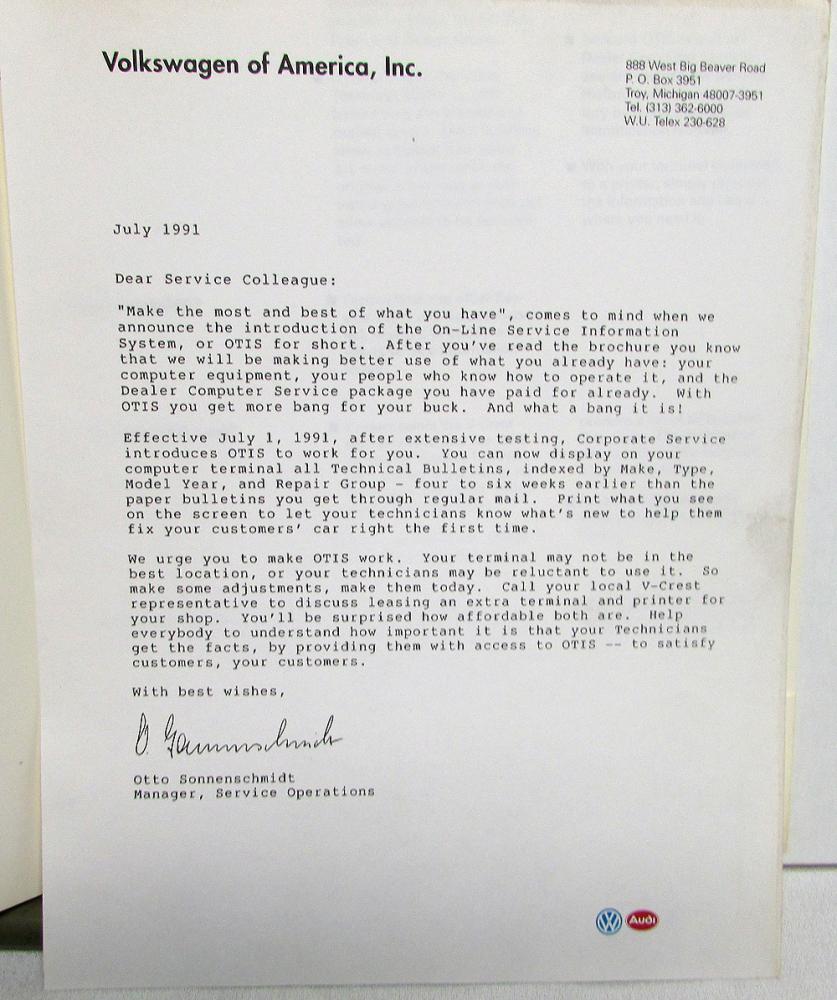 Volkswagen of America, Inc.
888 West Big Beaver Road
P. O. Box 3951
Troy, Michigan 48007-3951
Tel. (313) 362-6000
W.U. Telex 230-628
July 1991
Dear Service Colleague:
"Make the most and best of what you have", comes to mind when we
announce the introduction of the On-Line Service Information
System, or OTIS for short.  After you've read the brochure you know
that we will be making better use of what you already have: your
computer equipment, your people who know how to operate it, and the
Dealer Computer Service package you have paid for already.  With
OTIS you get more bang for your buck.  And what a bang it is!
Effective July 1, 1991, after extensive testing, Corporate Service
introduces OTIS to work for you.  You can now display on your
computer terminal all Technical Bulletins, indexed by Make, Type,
Model Year, and Repair Group - four to six weeks earlier than the
paper bulletins you get through regular mail.  Print what you see
on the screen to let your technicians know what's new to help them
fix your customers' car right the first time.
We urge you to make OTIS work.  Your terminal may not be in the
best location, or your technicians may be reluctant to use it.  So
make some adjustments, make them today.  Call your local V-Crest
representative to discuss leasing an extra terminal and printer for
your shop.  You'll be surprised how affordable both are.  Help
everybody to understand how important it is that your Technicians
get the facts, by providing them with access to OTIS -- to satisfy
customers, your customers.
With best wishes,
O. Sonnenschmidt
Otto Sonnenschmidt
Manager, Service Operations
VW Audi